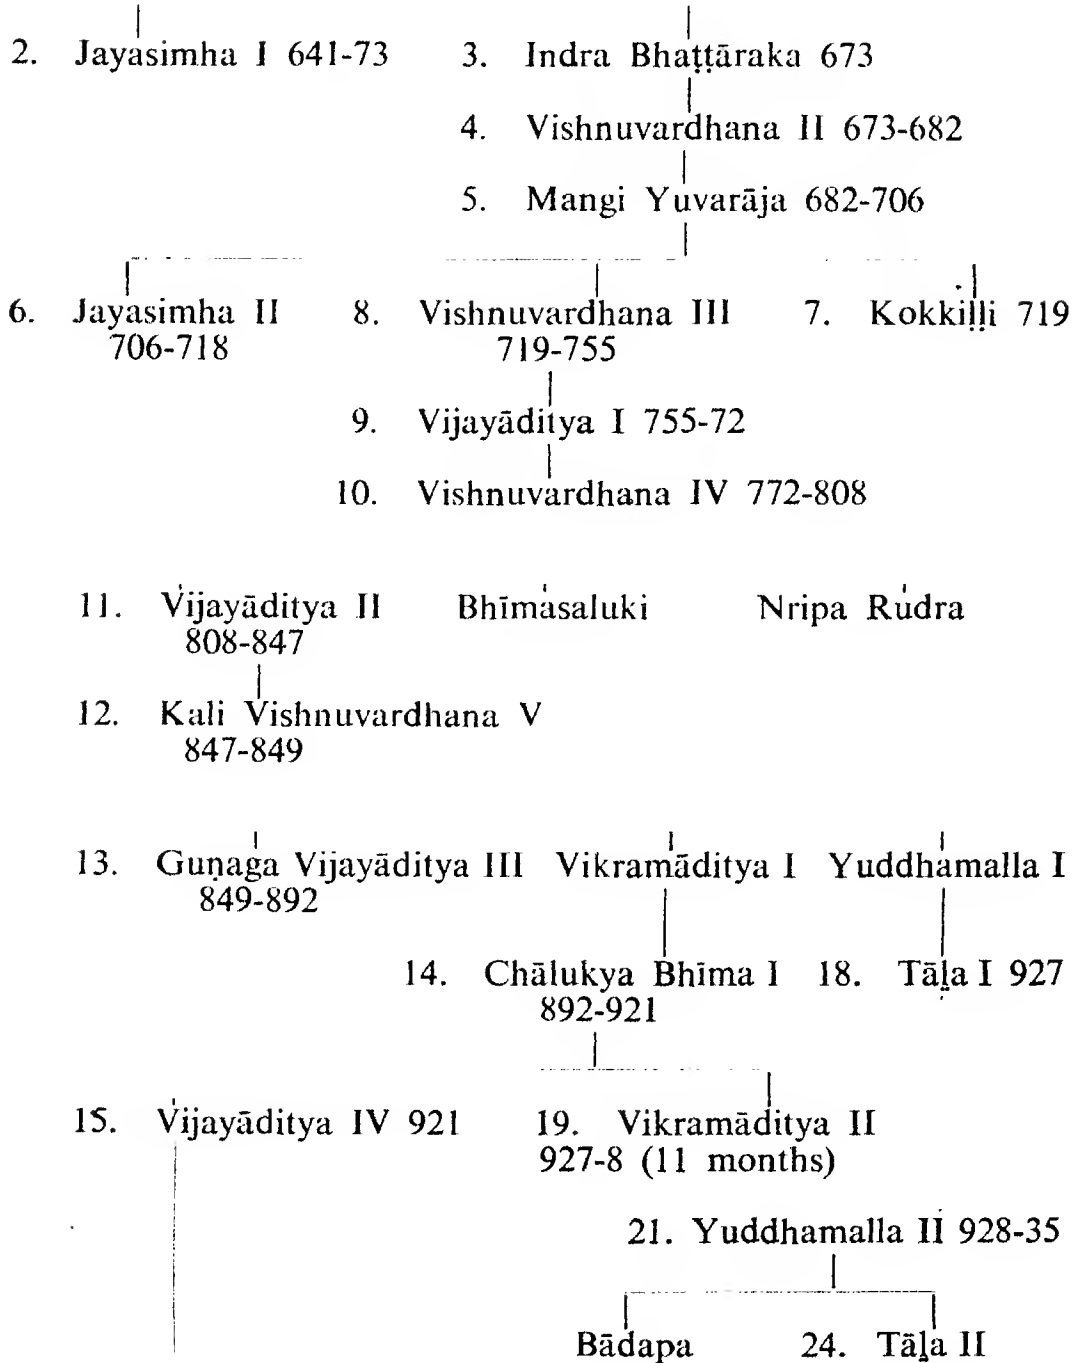 2. Jayasimha I 641-73 3. Indra Bhaṭṭāraka 673
4. Vishnuvardhana II 673-682
5. Mangi Yuvarāja 682-706
6. Jayasimha II 8. Vishnuvardhana III 7. Kokkiḷḷi 719
706-718 719-755
9. Vijayāditya I 755-72
10. Vishnuvardhana IV 772-808
11. Vijayāditya II Bhīmasaluki Nripa Rudra
808-847
12. Kali Vishnuvardhana V
847-849
13. Guṇaga Vijayāditya III Vikramāditya I Yuddhamalla I
849-892
14. Chālukya Bhīma I 18. Tāḻa I 927
892-921
15. Vijayāditya IV 921 19. Vikramāditya II
927-8 (11 months)
21. Yuddhamalla II 928-35
Bādapa 24. Tāḻa II